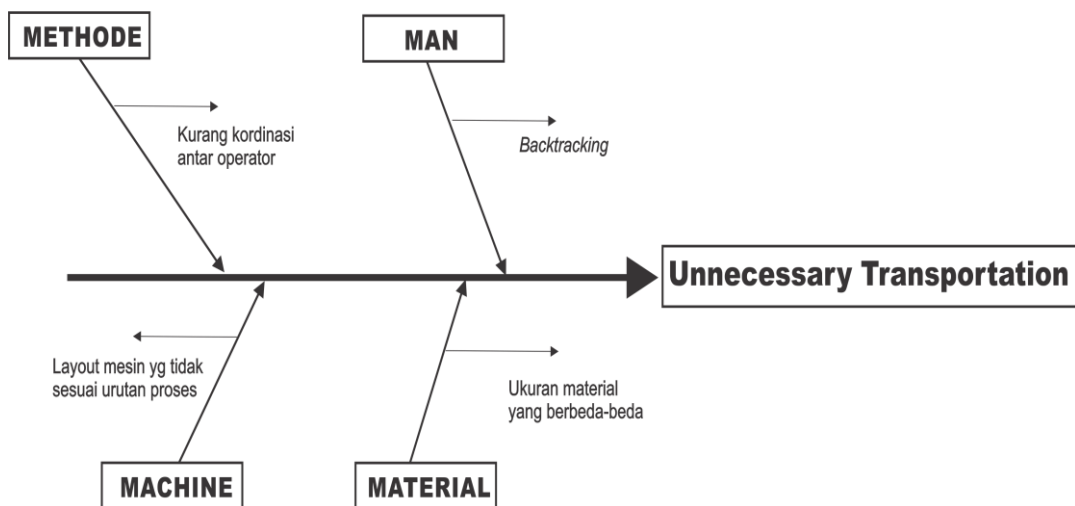 METHODE
MAN
Kurang kordinasi
antar operator
Backtracking
Unnecessary Transportation
Layout mesin yg tidak
sesuai urutan proses
Ukuran material
yang berbeda-beda
MACHINE
MATERIAL